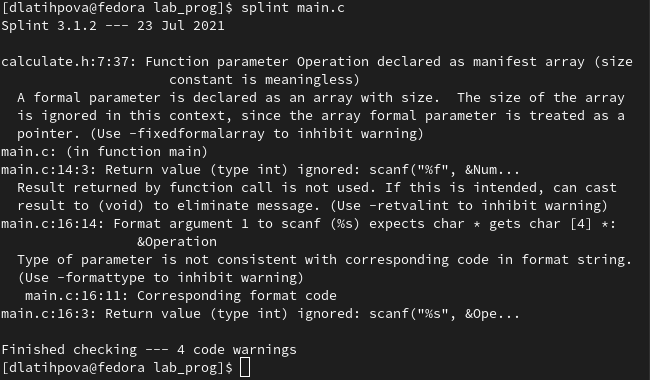 [dlatihpova@fedora lab_prog]$ splint main.c
Splint 3.1.2 --- 23 Jul 2021
calculate.h:7:37: Function parameter Operation declared as manifest array (size
constant is meaningless)
A formal parameter is declared as an array with size.  The size of the array
is ignored in this context, since the array formal parameter is treated as a
pointer. (Use -fixedformalarray to inhibit warning)
main.c: (in function main)
main.c:14:3: Return value (type int) ignored: scanf("%f", &Num...
Result returned by function call is not used. If this is intended, can cast
result to (void) to eliminate message. (Use -retvalint to inhibit warning)
main.c:16:14: Format argument 1 to scanf (%s) expects char * gets char [4] *:
&Operation
Type of parameter is not consistent with corresponding code in format string.
(Use -formattype to inhibit warning)
main.c:16:11: Corresponding format code
main.c:16:3: Return value (type int) ignored: scanf("%s", &Ope...
Finished checking --- 4 code warnings
[dlatihpova@fedora lab_prog]$